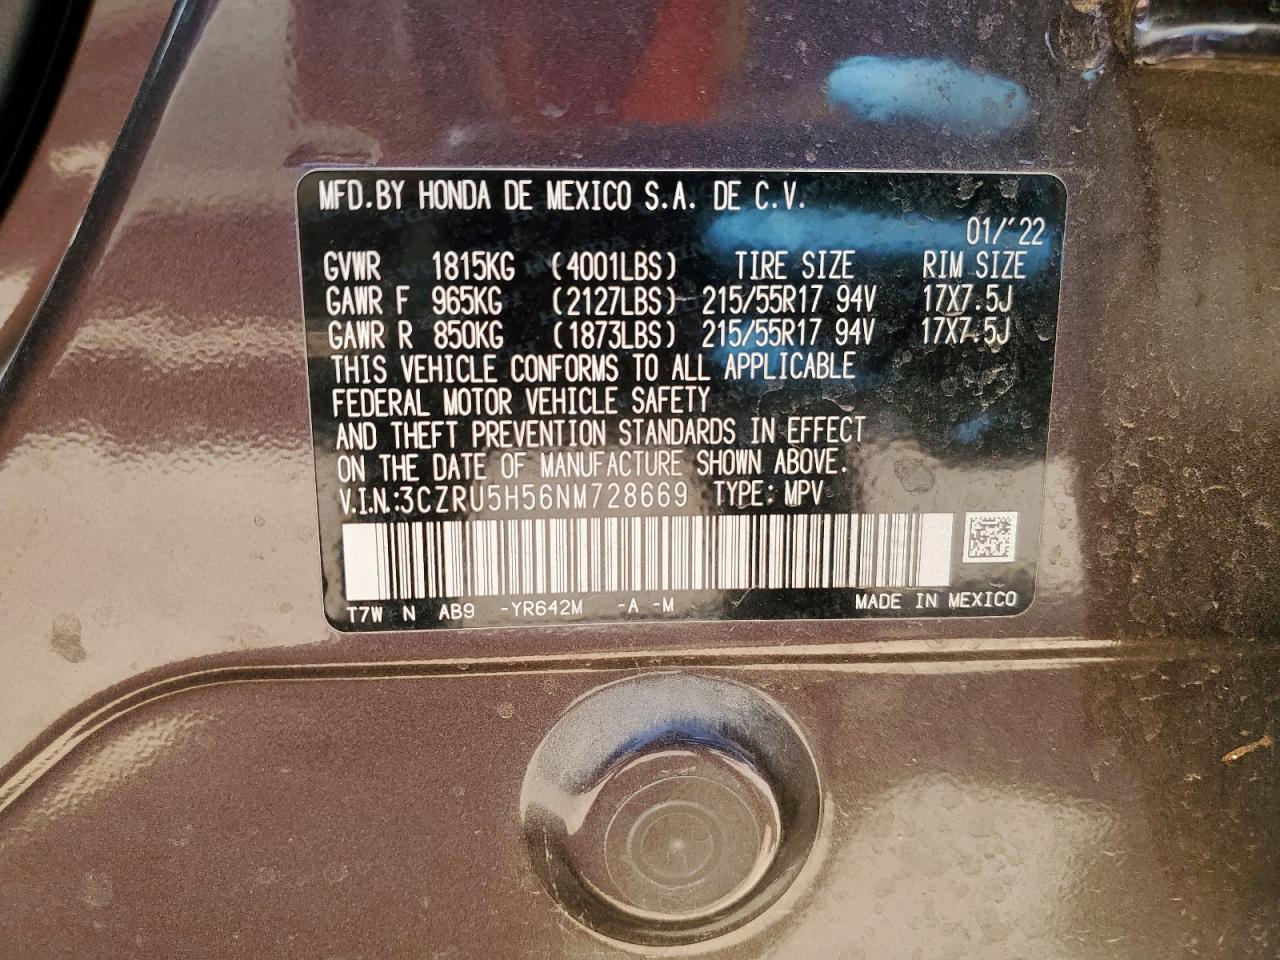 MFD.BY HONDA DE MEXICO S.A. DE C.V.
01/'22
GVWR 1815KG (4001LBS) TIRE SIZE RIM SIZE
GAWR F 965KG (2127LBS) 215/55R17 94V 17X7.5J
GAWR R 850KG (1873LBS) 215/55R17 94V 17X7.5J
THIS VEHICLE CONFORMS TO ALL APPLICABLE
FEDERAL MOTOR VEHICLE SAFETY
AND THEFT PREVENTION STANDARDS IN EFFECT
ON THE DATE OF MANUFACTURE SHOWN ABOVE.
V.I.N.:3CZRU5H56NM728669 TYPE: MPV
T7W N AB9 -YR642M -A -M MADE IN MEXICO